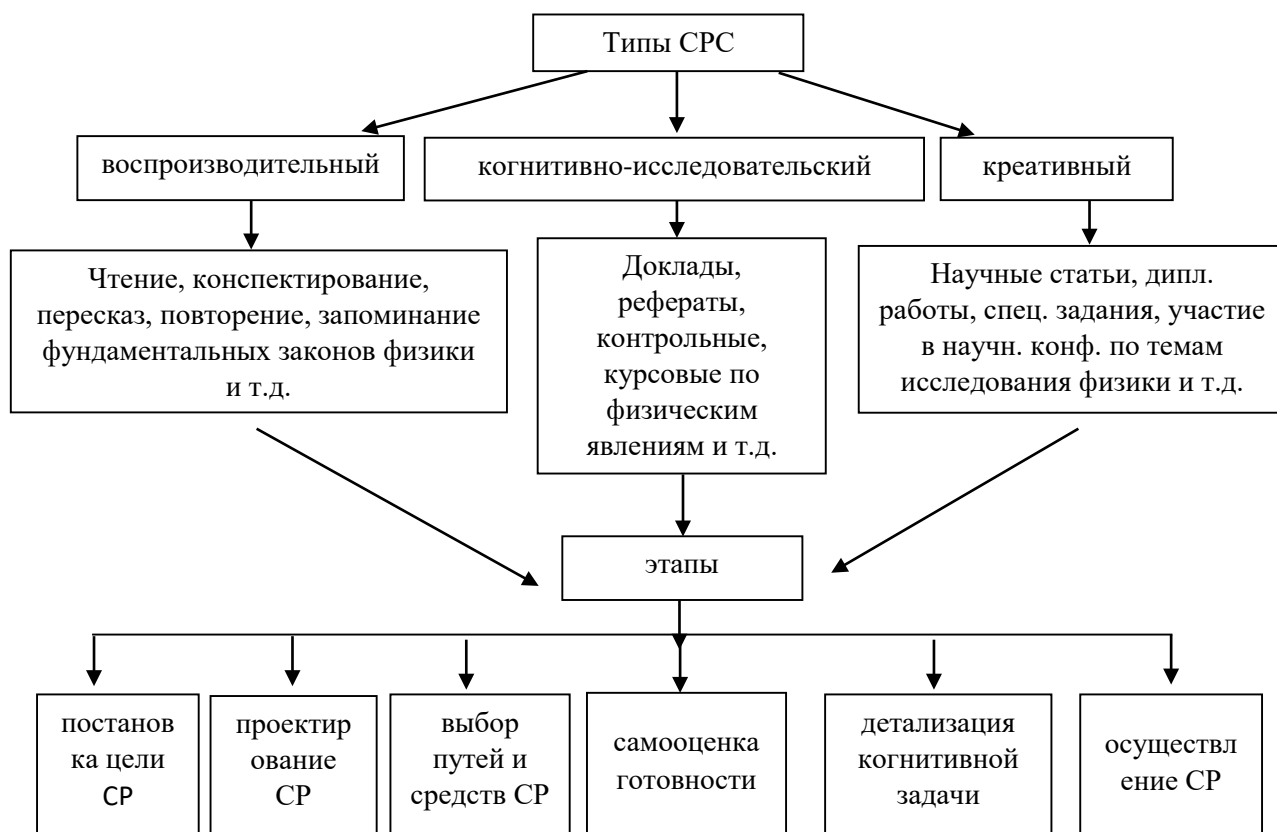 Типы СРС
воспроизводительный
когнитивно-исследовательский
креативный
Чтение, конспектирование,
пересказ, повторение, запоминание
фундаментальных законов физики
и т.д.
Доклады,
рефераты,
контрольные,
курсовые по
физическим
явлениям и т.д.
Научные статьи, дипл.
работы, спец. задания, участие
в научн. конф. по темам
исследования физики и т.д.
этапы
постанов
ка цели
СР
проектир
ование
СР
выбор
путей и
средств СР
самооценка
готовности
детализация
когнитивной
задачи
осуществл
ение СР